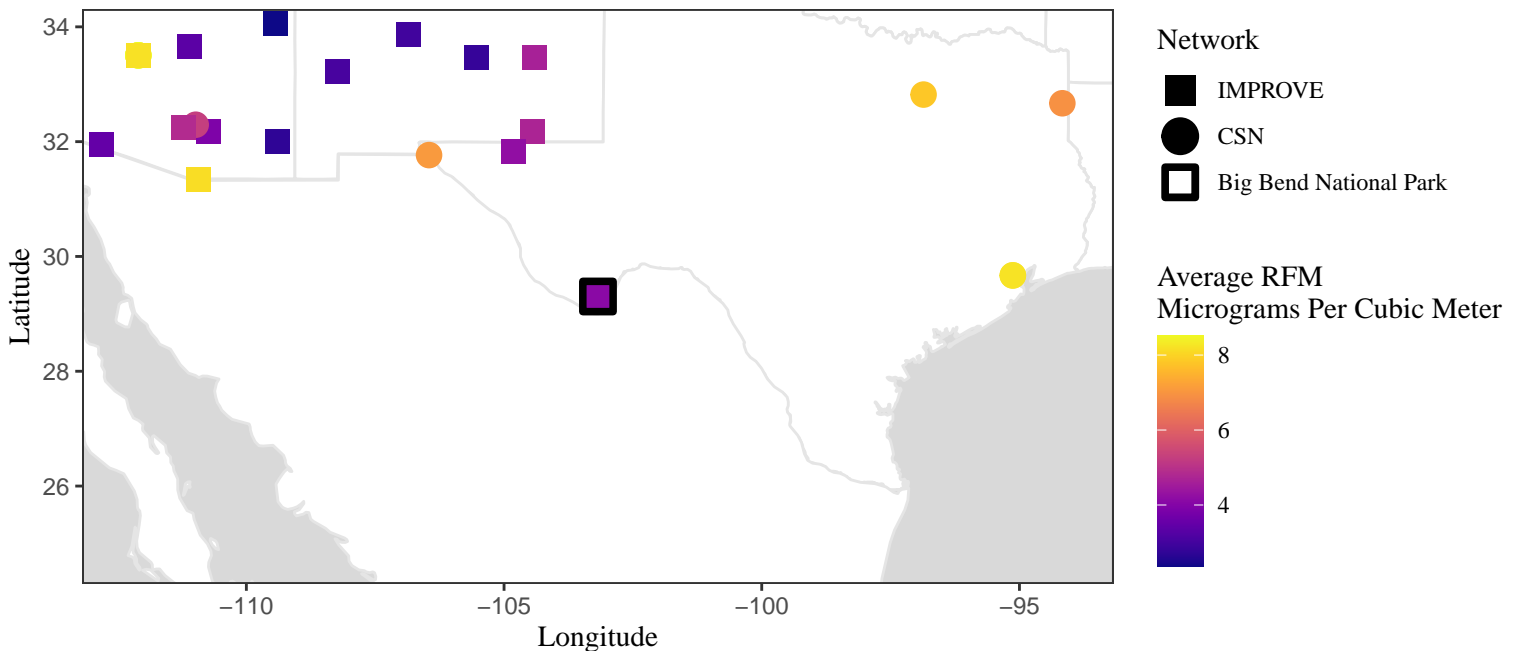 34
32
30
28
26
Latitude
−110
−105
−100
−95
Longitude
Network
IMPROVE
CSN
Big Bend National Park
Average RFM
Micrograms Per Cubic Meter
8
6
4